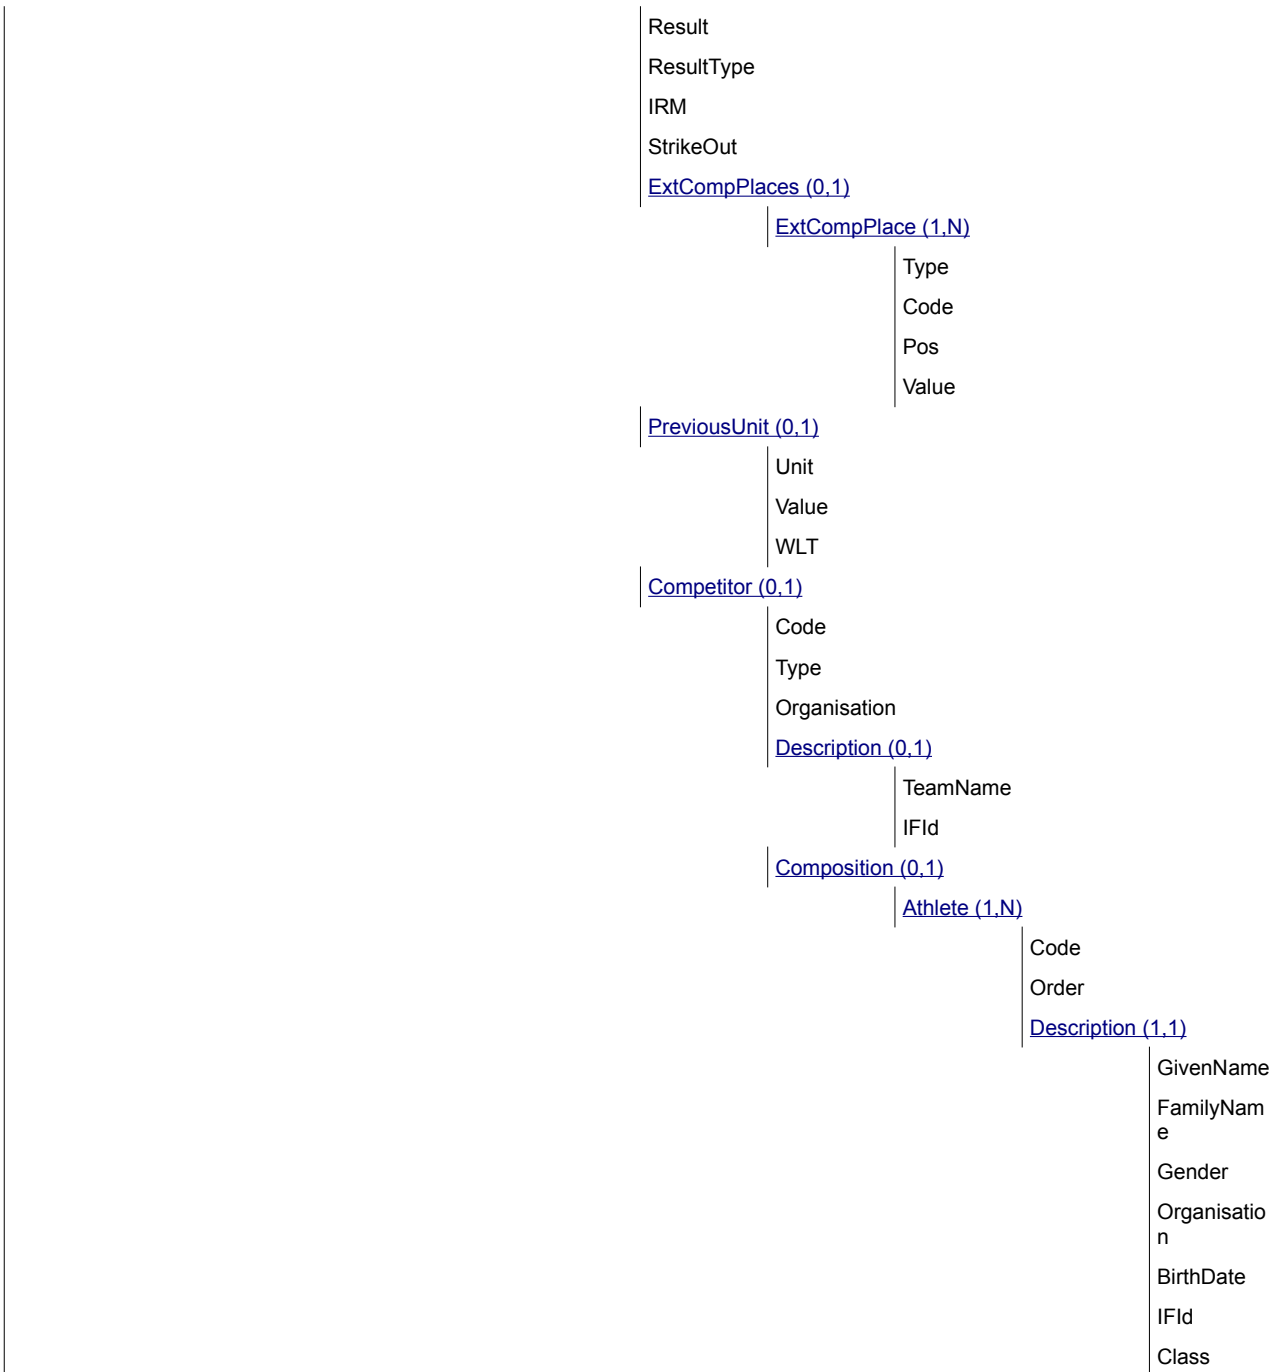 Result
ResultType
IRM
StrikeOut
ExtCompPlaces (0,1)
ExtCompPlace (1,N)
Type
Code
Pos
Value
PreviousUnit (0,1)
Unit
Value
WLT
Competitor (0,1)
Code
Type
Organisation
Description (0,1)
TeamName
IFId
Composition (0,1)
Athlete (1,N)
Code
Order
Description (1,1)
GivenName
FamilyNam
e
Gender
Organisatio
n
BirthDate
IFId
Class